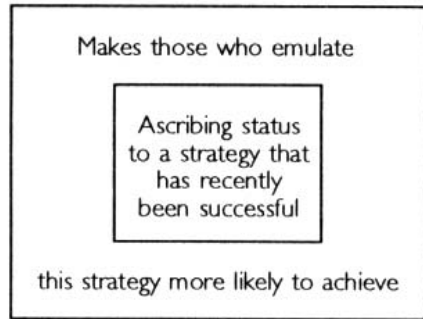 Makes those who emulate
Ascribing status
to a strategy that
has recently
been successful
this strategy more likely to achieve